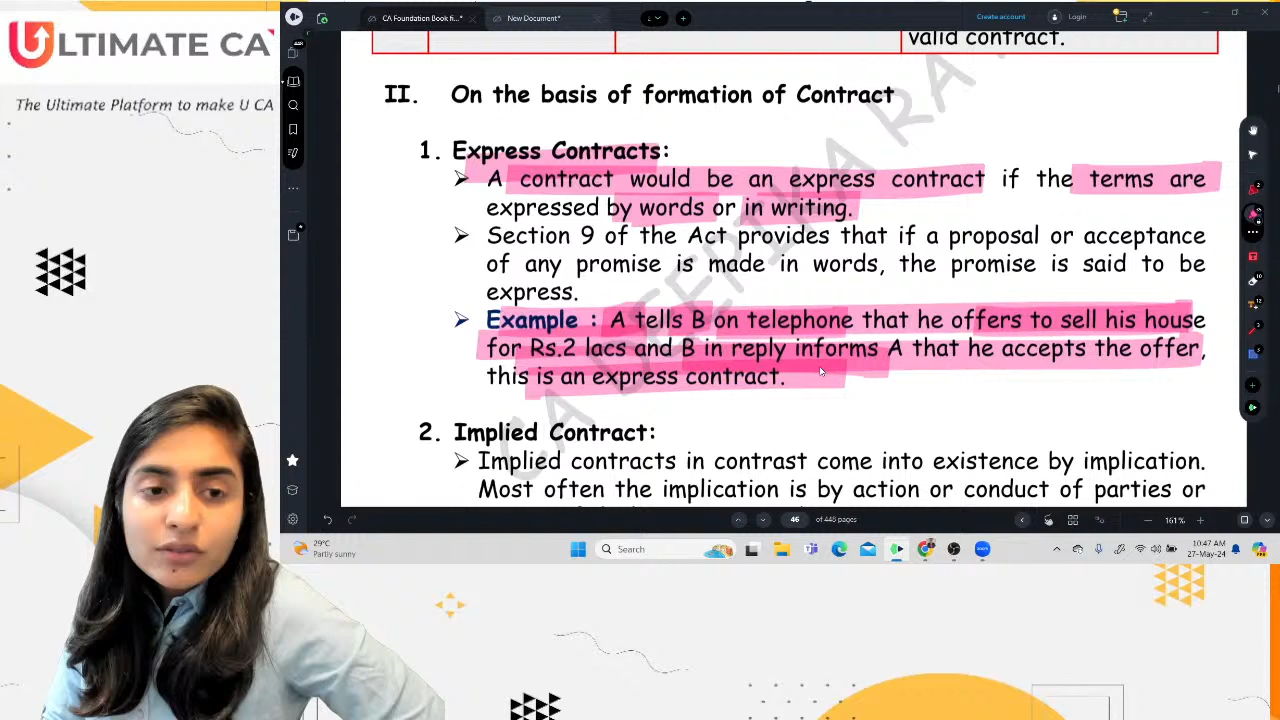 ULTIMATE CA
The Ultimate Platform to make U CA
CA Foundation Book fi...*
New Document*
Create account
Login
valid contract.
II. On the basis of formation of Contract
1. Express Contracts:
➢ A contract would be an express contract if the terms are
expressed by words or in writing.
➢ Section 9 of the Act provides that if a proposal or acceptance
of any promise is made in words, the promise is said to be
express.
➢ Example : A tells B on telephone that he offers to sell his house
for Rs.2 lacs and B in reply informs A that he accepts the offer,
this is an express contract.
2. Implied Contract:
➢ Implied contracts in contrast come into existence by implication.
Most often the implication is by action or conduct of parties or
CA DEEPIKA RA
46 of 448 pages
161%
29°C
Partly sunny
Search
10:47 AM
27-May-24